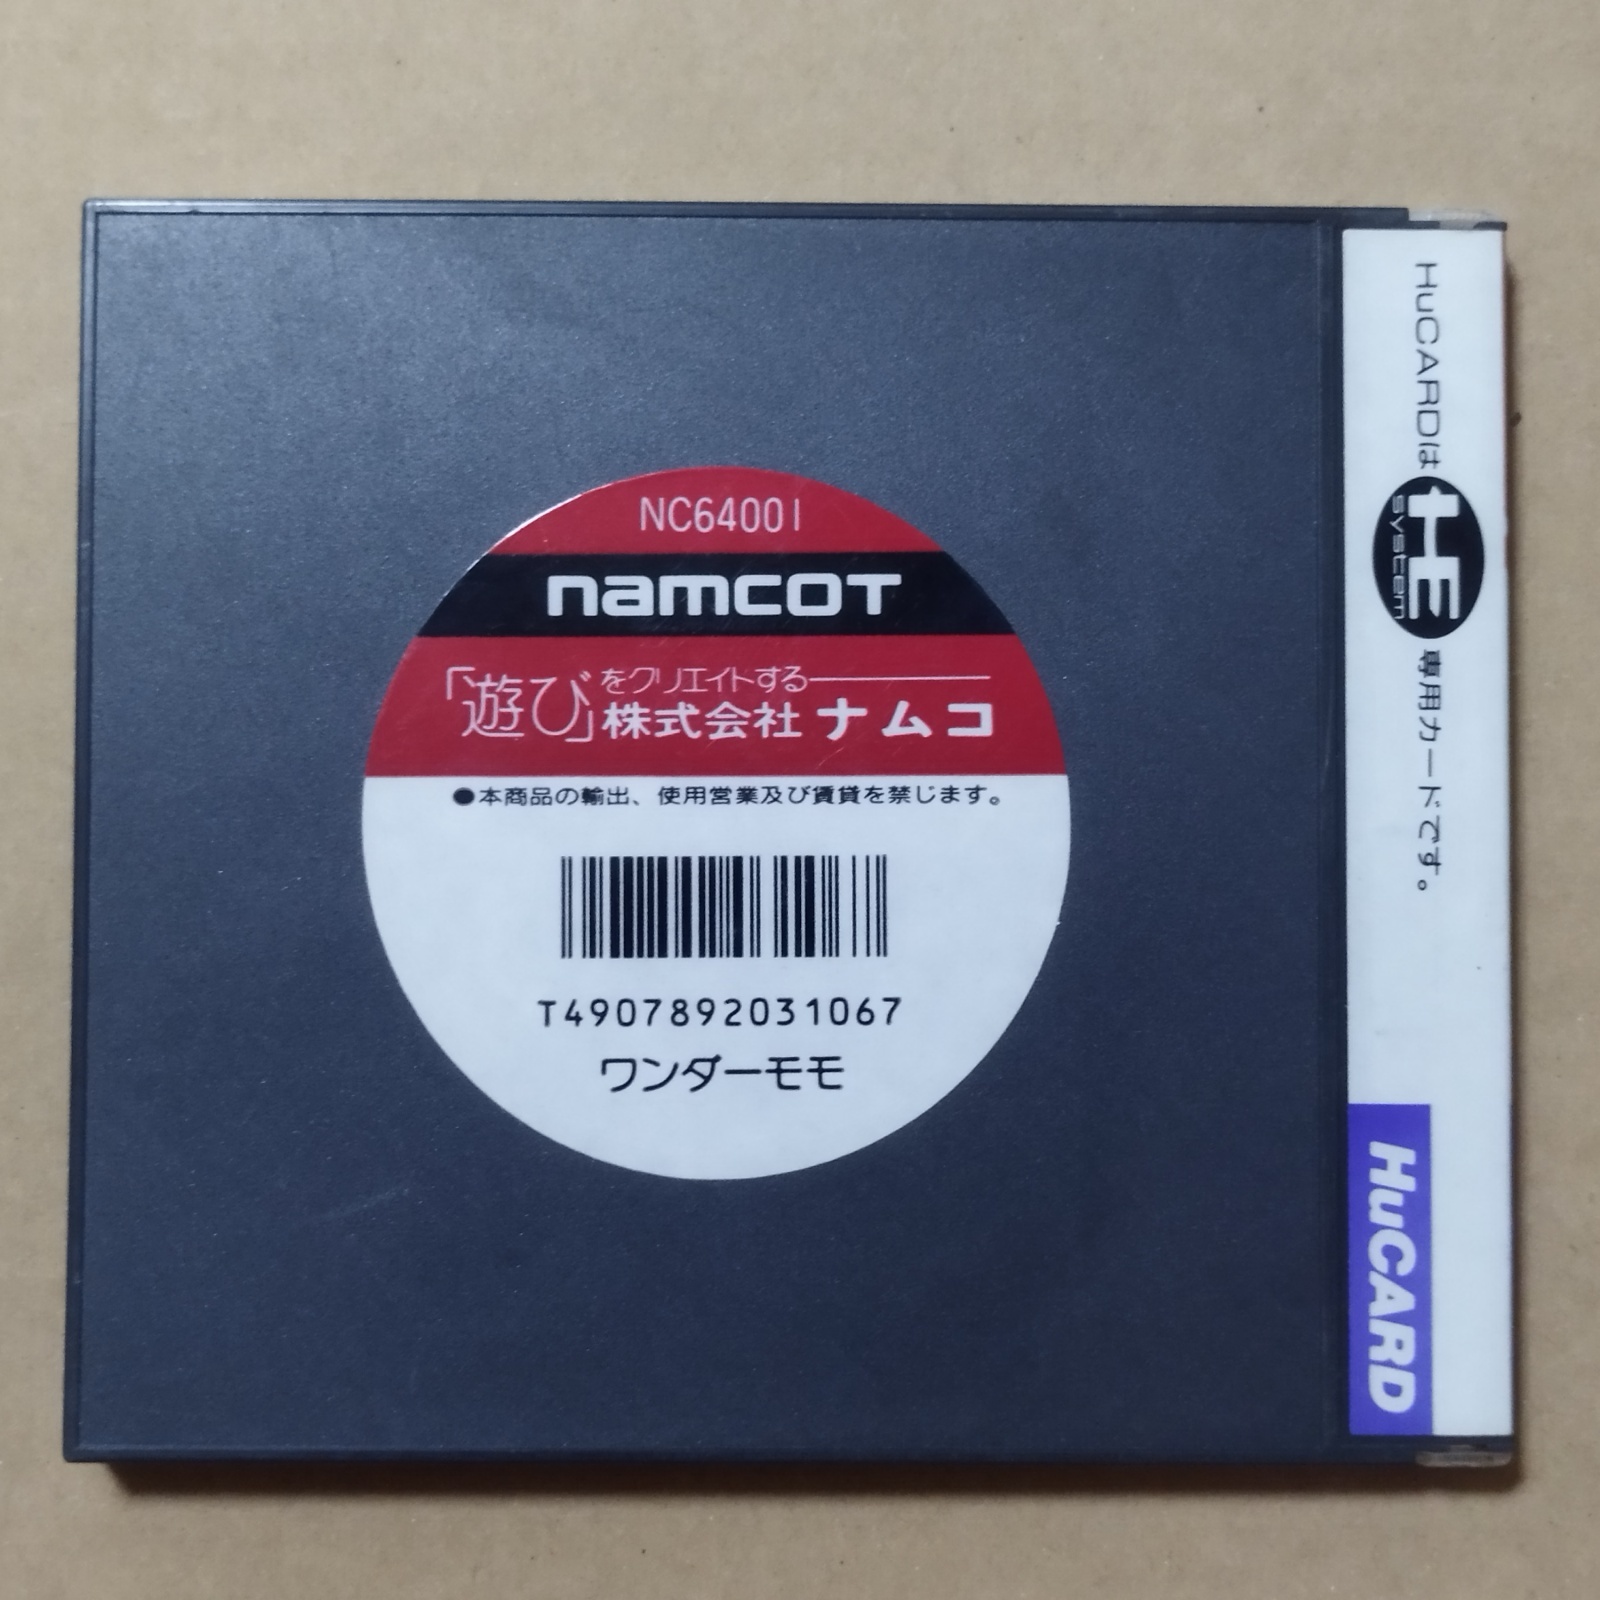 NC64001
namcot
「遊び」をクリエイトする
株式会社ナムコ
●本商品の輸出、使用営業及び賃貸を禁じます。
T4907892031067
ワンダーモモ
HuCARDは HE system 専用カードです。
HuCARD